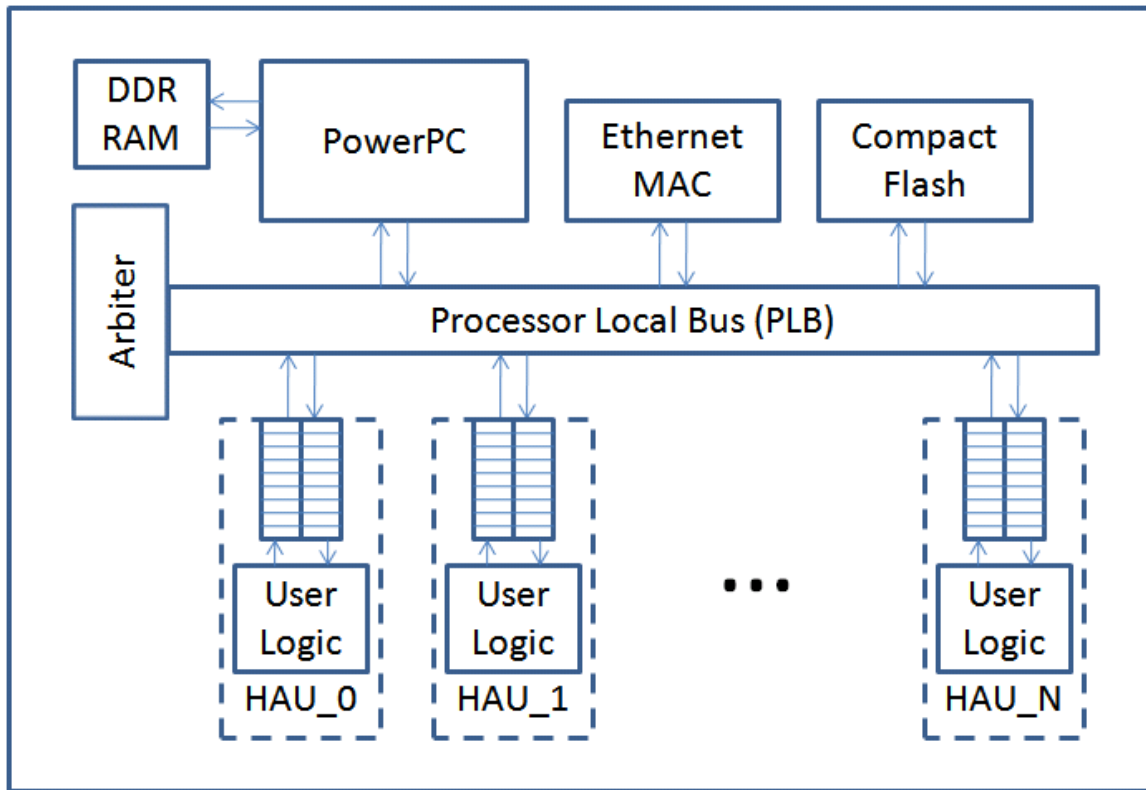 DDR
RAM
PowerPC
Ethernet
MAC
Compact
Flash
Arbiter
Processor Local Bus (PLB)
User
Logic
HAU_0
User
Logic
HAU_1
...
User
Logic
HAU_N